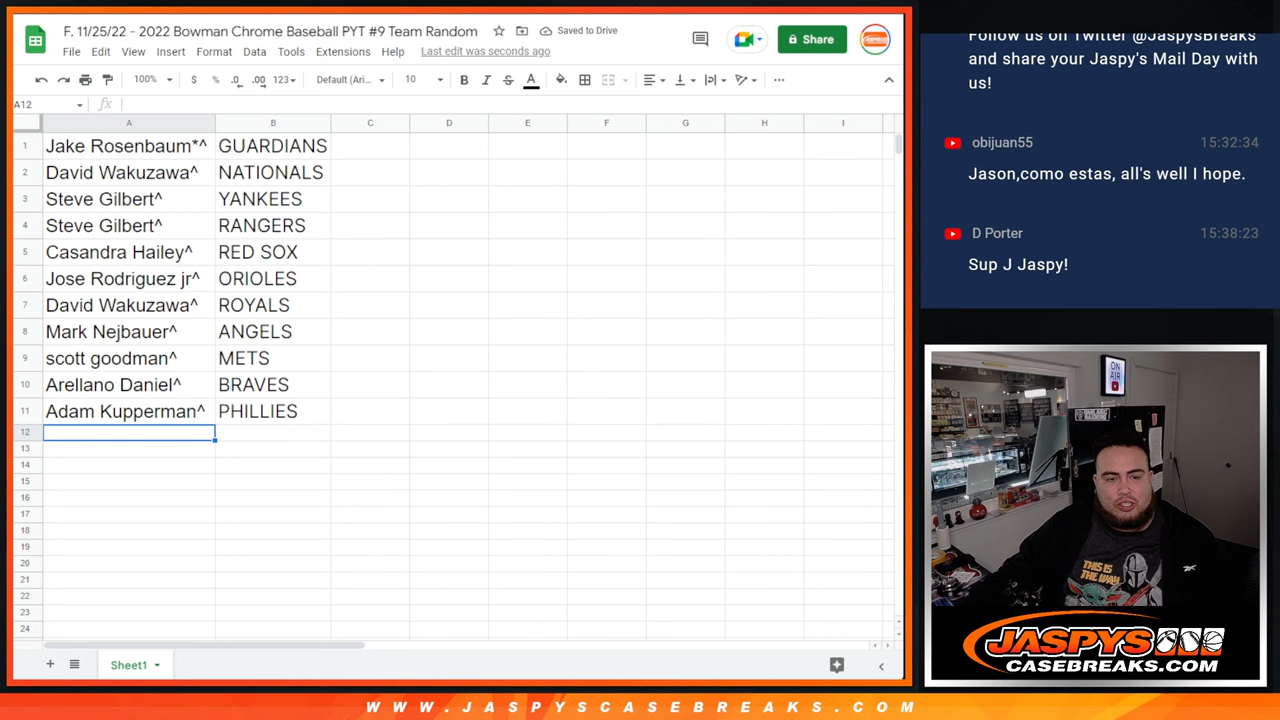 F. 11/25/22 - 2022 Bowman Chrome Baseball PYT #9 Team Random
Saved to Drive
File Edit View Insert Format Data Tools Extensions Help Last edit was seconds ago
Share
100% $ % .0 .00 123 Default (Ari... 10 B I S A
A12 fx
A B C D E F G H I
1 Jake Rosenbaum*^ GUARDIANS
2 David Wakuzawa^ NATIONALS
3 Steve Gilbert^ YANKEES
4 Steve Gilbert^ RANGERS
5 Casandra Hailey^ RED SOX
6 Jose Rodriguez jr^ ORIOLES
7 David Wakuzawa^ ROYALS
8 Mark Nejbauer^ ANGELS
9 scott goodman^ METS
10 Arellano Daniel^ BRAVES
11 Adam Kupperman^ PHILLIES
12
13
14
15
16
17
18
19
20
21
22
23
24
Sheet1
Follow us on Twitter @JaspysBreaks
and share your Jaspy's Mail Day with
us!
obijuan55 15:32:34
Jason,como estas, all's well I hope.
D Porter 15:38:23
Sup J Jaspy!
ON
AIR
THIS IS
THE WAY
JASPYS
CASEBREAKS.COM
WWW.JASPYSCASEBREAKS.COM